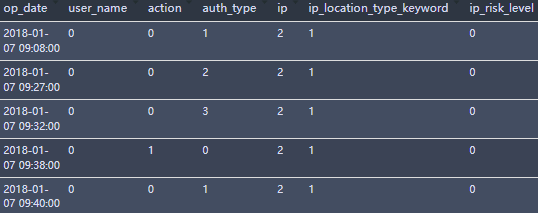 op_date user_name action auth_type ip ip_location_type_keyword ip_risk_level
2018-01-
07 09:08:00 0 0 1 2 1 0
2018-01-
07 09:27:00 0 0 2 2 1 0
2018-01-
07 09:32:00 0 0 3 2 1 0
2018-01-
07 09:38:00 0 1 0 2 1 0
2018-01-
07 09:40:00 0 0 1 2 1 0